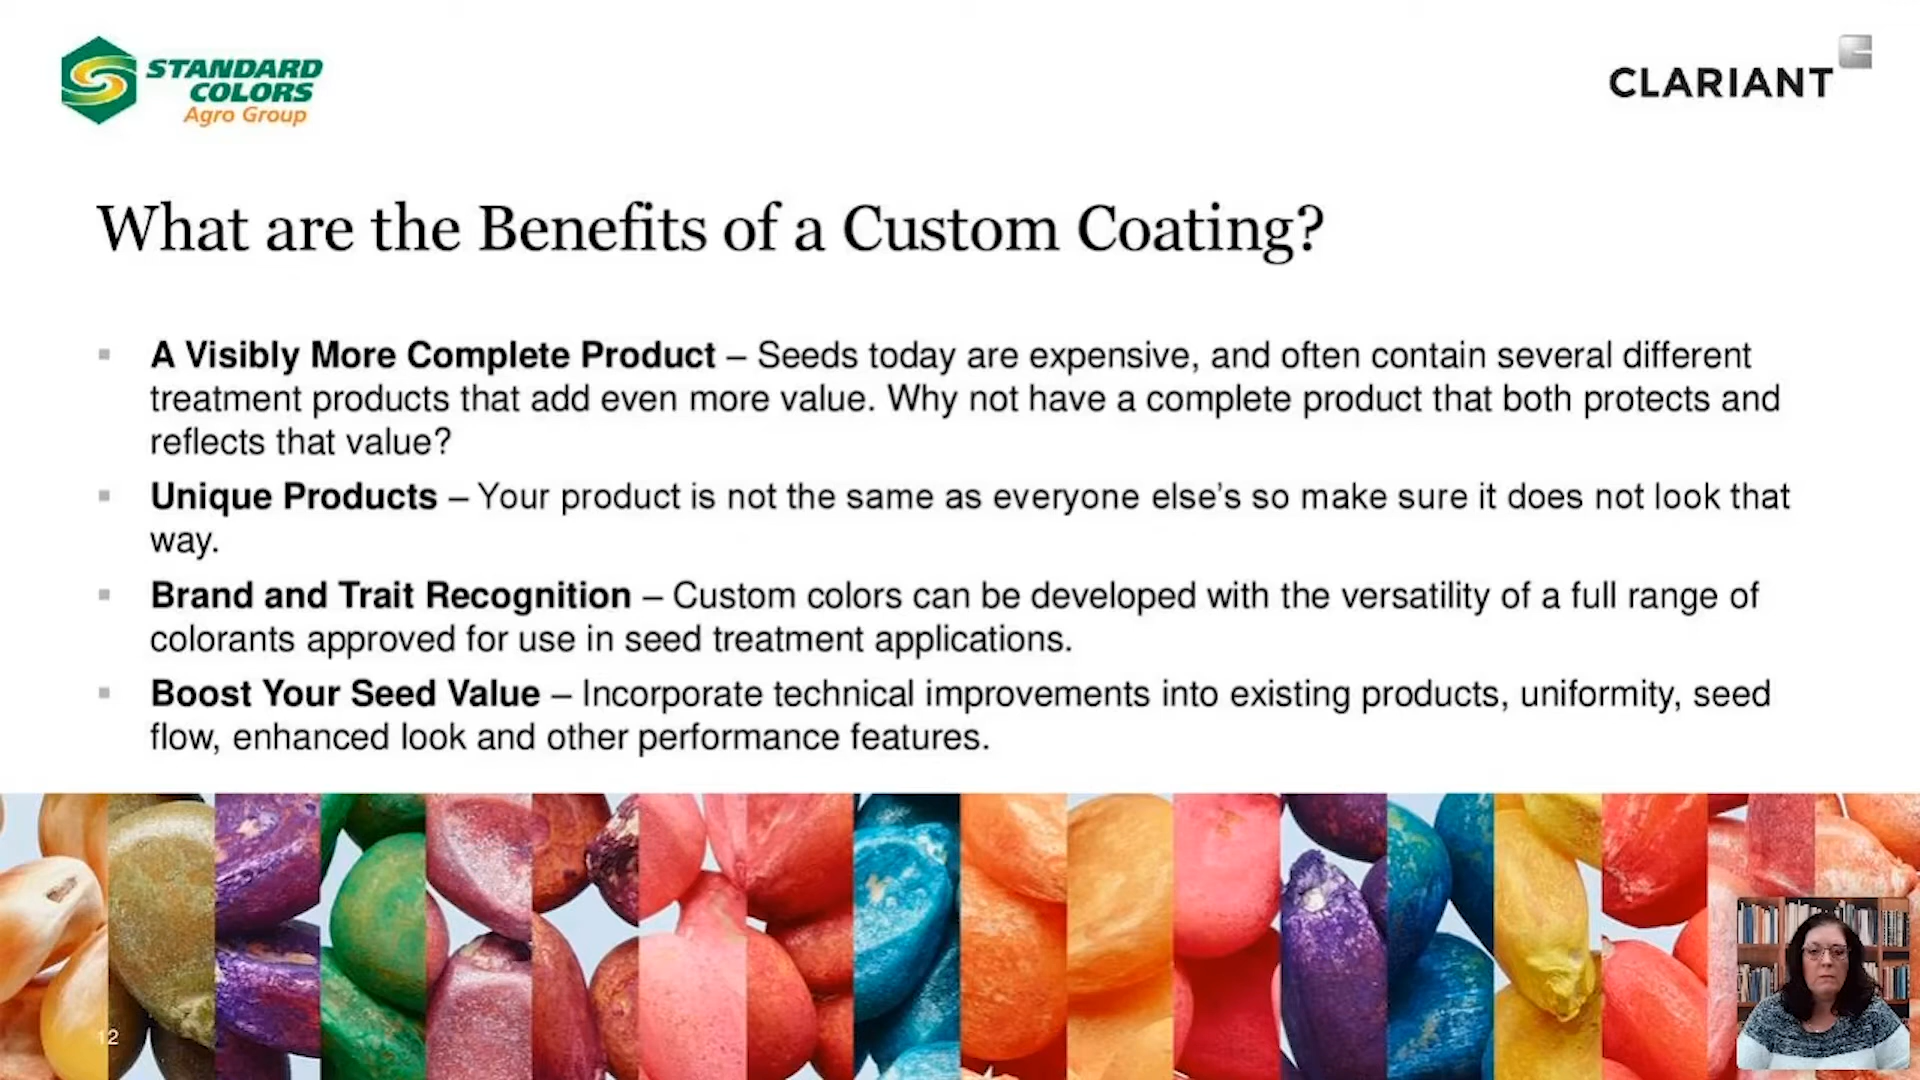 STANDARD
COLORS
Agro Group
CLARIANT
What are the Benefits of a Custom Coating?
▪ A Visibly More Complete Product – Seeds today are expensive, and often contain several different
treatment products that add even more value. Why not have a complete product that both protects and
reflects that value?
▪ Unique Products – Your product is not the same as everyone else’s so make sure it does not look that
way.
▪ Brand and Trait Recognition – Custom colors can be developed with the versatility of a full range of
colorants approved for use in seed treatment applications.
▪ Boost Your Seed Value – Incorporate technical improvements into existing products, uniformity, seed
flow, enhanced look and other performance features.
12